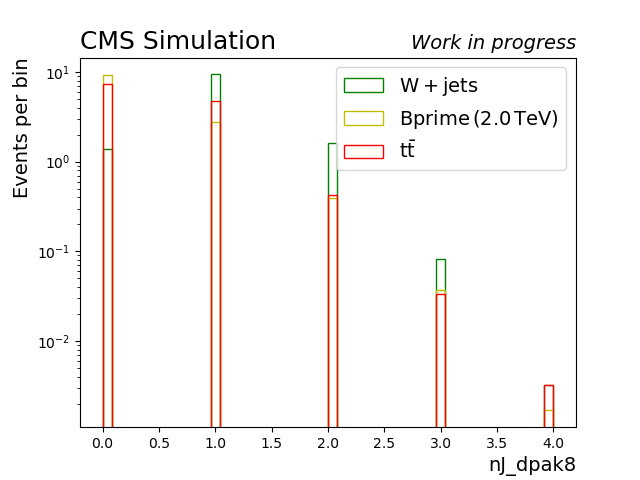 CMS Simulation Work in progress
Events per bin
10¹
10⁰
10⁻¹
10⁻²
W + jets
Bprime (2.0 TeV)
tt̄
0.0 0.5 1.0 1.5 2.0 2.5 3.0 3.5 4.0
nJ_dpak8